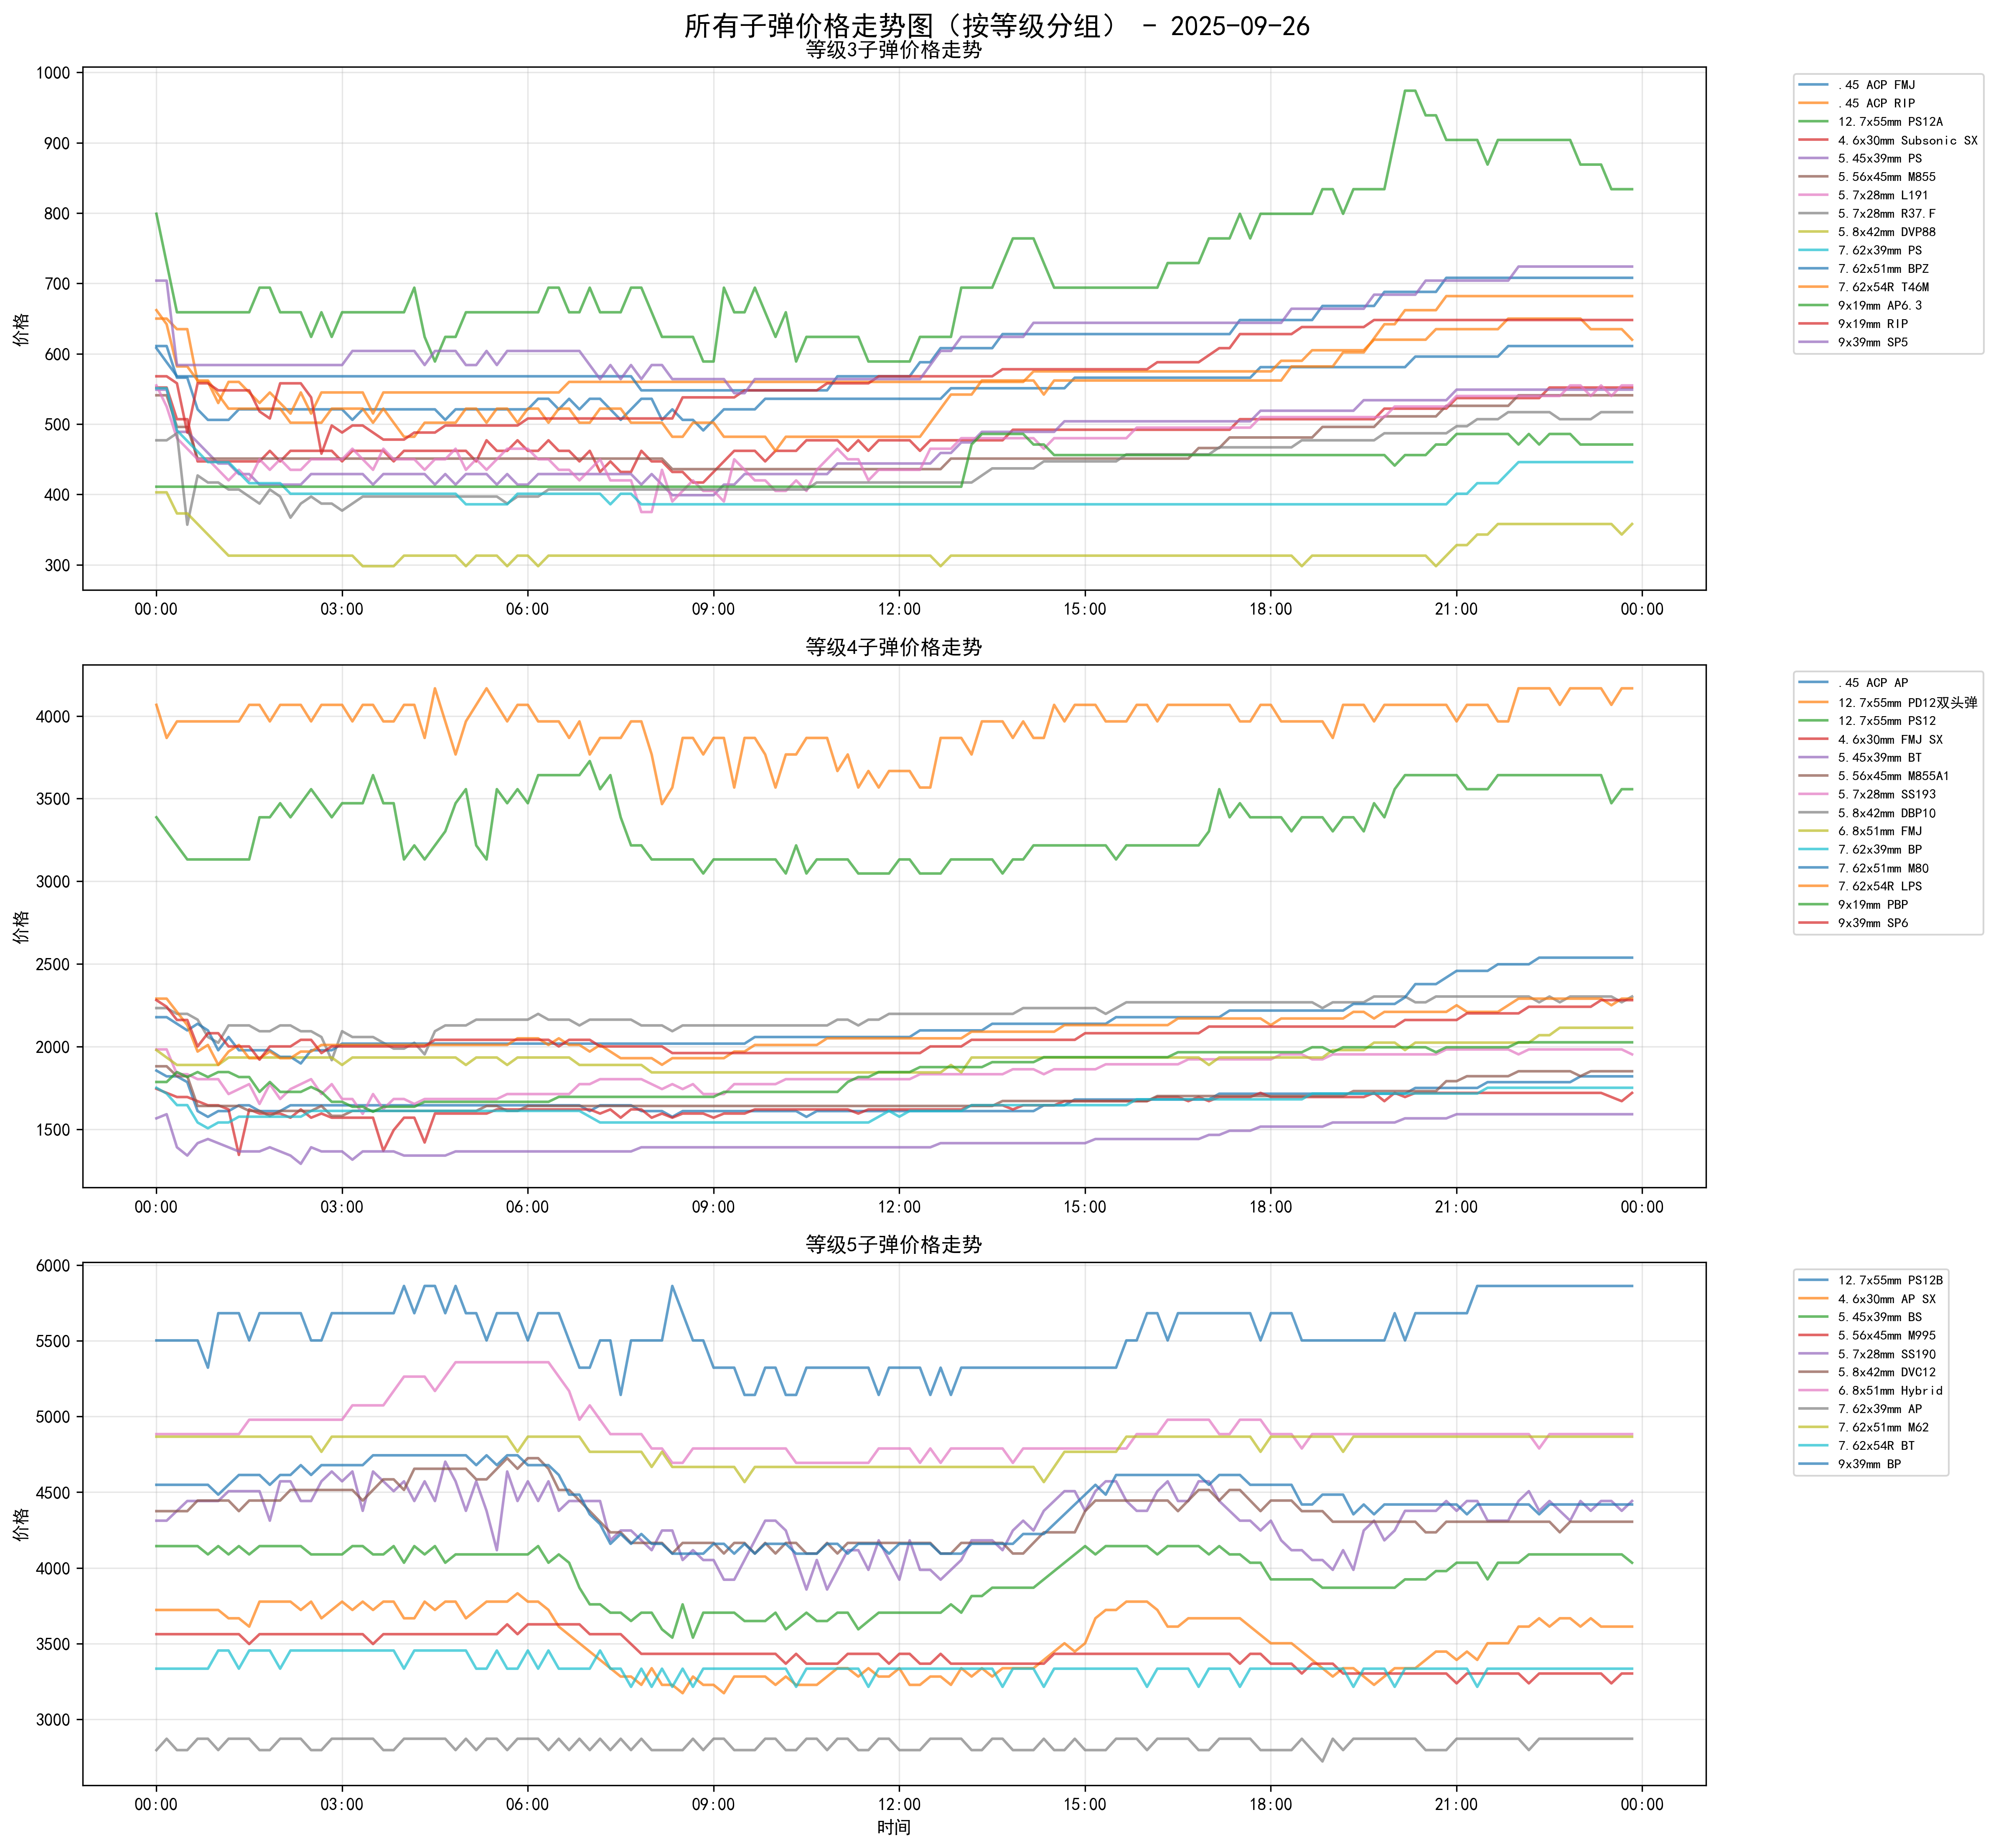 所有子弹价格走势图（按等级分组） - 2025-09-26
等级3子弹价格走势
价格
1000
900
800
700
600
500
400
300
00:00 03:00 06:00 09:00 12:00 15:00 18:00 21:00 00:00
.45 ACP FMJ
.45 ACP RIP
12.7x55mm PS12A
4.6x30mm Subsonic SX
5.45x39mm PS
5.56x45mm M855
5.7x28mm L191
5.7x28mm R37.F
5.8x42mm DVP88
7.62x39mm PS
7.62x51mm BPZ
7.62x54R T46M
9x19mm AP6.3
9x19mm RIP
9x39mm SP5
等级4子弹价格走势
价格
4000
3500
3000
2500
2000
1500
00:00 03:00 06:00 09:00 12:00 15:00 18:00 21:00 00:00
.45 ACP AP
12.7x55mm PD12双头弹
12.7x55mm PS12
4.6x30mm FMJ SX
5.45x39mm BT
5.56x45mm M855A1
5.7x28mm SS193
5.8x42mm DBP10
6.8x51mm FMJ
7.62x39mm BP
7.62x51mm M80
7.62x54R LPS
9x19mm PBP
9x39mm SP6
等级5子弹价格走势
价格
6000
5500
5000
4500
4000
3500
3000
00:00 03:00 06:00 09:00 12:00 15:00 18:00 21:00 00:00
时间
12.7x55mm PS12B
4.6x30mm AP SX
5.45x39mm BS
5.56x45mm M995
5.7x28mm SS190
5.8x42mm DVC12
6.8x51mm Hybrid
7.62x39mm AP
7.62x51mm M62
7.62x54R BT
9x39mm BP